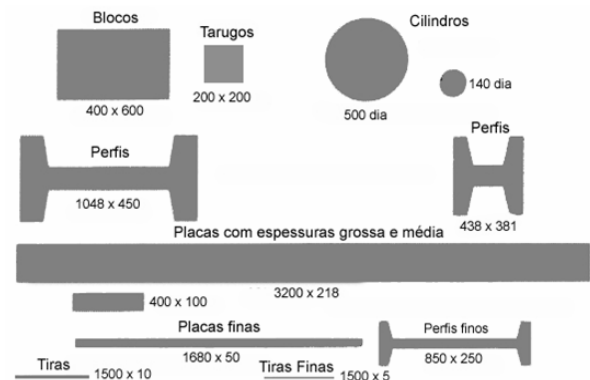 Blocos
Tarugos
Cilindros
400 x 600
200 x 200
500 dia
140 dia
Perfis
Perfis
1048 x 450
438 x 381
Placas com espessuras grossa e média
3200 x 218
400 x 100
Placas finas
1680 x 50
Perfis finos
850 x 250
Tiras
1500 x 10
Tiras Finas
1500 x 5